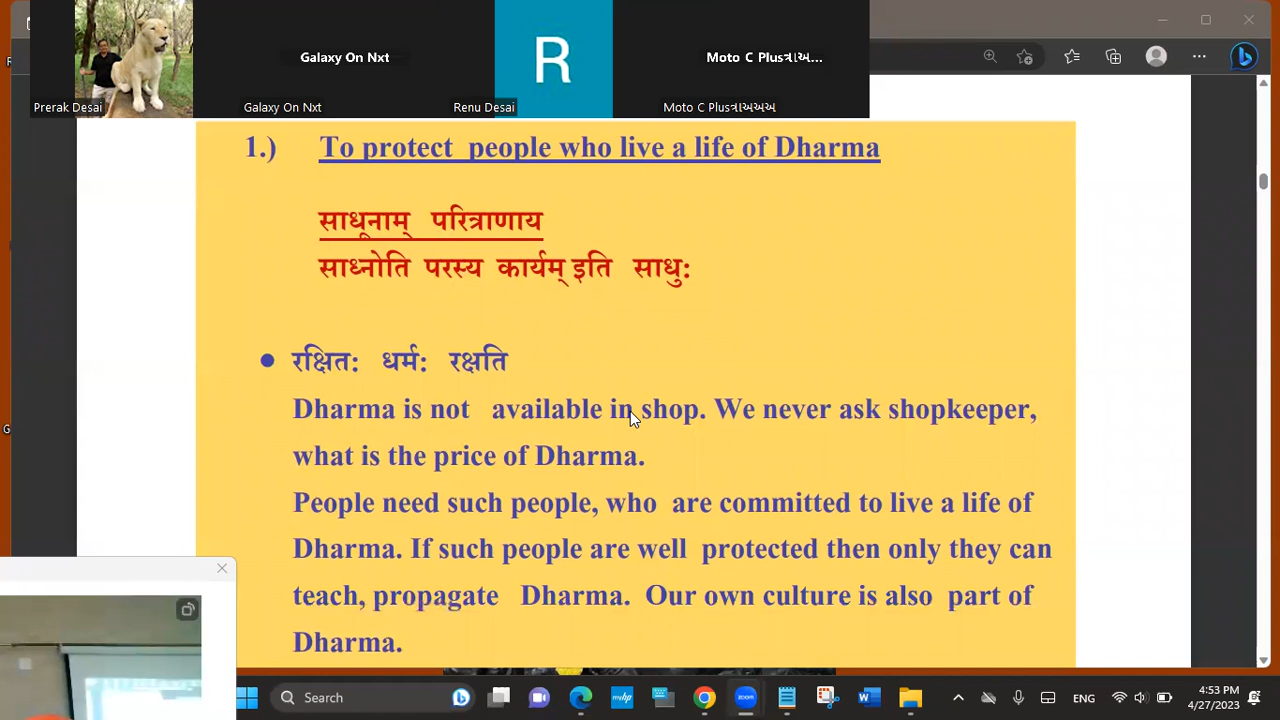 Galaxy On Nxt
R
Moto C Plusત્રાઅ...
Prerak Desai
Galaxy On Nxt
Renu Desai
Moto C Plusત્રાઅઅઅ
1.) To protect people who live a life of Dharma
साधूनाम् परित्राणाय
साध्नोति परस्य कार्यम् इति साधु:
• रक्षित: धर्म: रक्षति
Dharma is not available in shop. We never ask shopkeeper,
what is the price of Dharma.
People need such people, who are committed to live a life of
Dharma. If such people are well protected then only they can
teach, propagate Dharma. Our own culture is also part of
Dharma.
Search
ENG
4:53 PM
4/27/2023